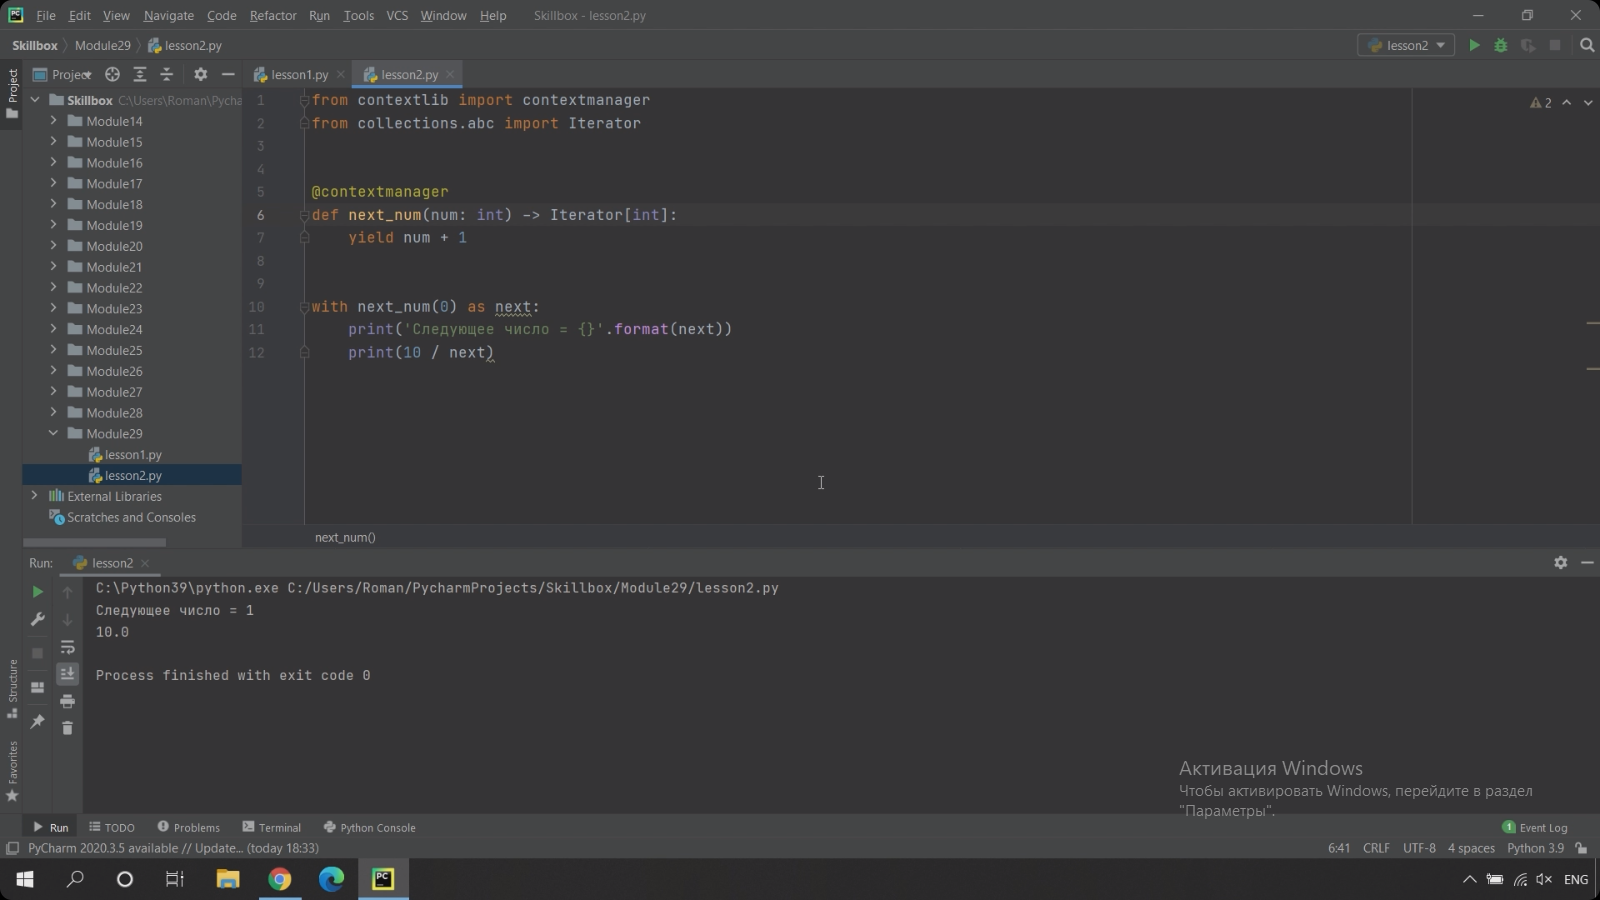 File Edit View Navigate Code Refactor Run Tools VCS Window Help Skillbox - lesson2.py
Skillbox Module29 lesson2.py lesson2
Project lesson1.py lesson2.py
Project
Skillbox C:\Users\Roman\Pycha
Module14
Module15
Module16
Module17
Module18
Module19
Module20
Module21
Module22
Module23
Module24
Module25
Module26
Module27
Module28
Module29
lesson1.py
lesson2.py
External Libraries
Scratches and Consoles
1 from contextlib import contextmanager
2 from collections.abc import Iterator
3
4
5 @contextmanager
6 def next_num(num: int) -> Iterator[int]:
7 yield num + 1
8
9
10 with next_num(0) as next:
11 print('Следующее число = {}'.format(next))
12 print(10 / next)
2
next_num()
Run: lesson2
C:\Python39\python.exe C:/Users/Roman/PycharmProjects/Skillbox/Module29/lesson2.py
Следующее число = 1
10.0
Process finished with exit code 0
Structure
Favorites
Активация Windows
Чтобы активировать Windows, перейдите в раздел
"Параметры".
Run TODO Problems Terminal Python Console 1 Event Log
PyCharm 2020.3.5 available // Update... (today 18:33) 6:41 CRLF UTF-8 4 spaces Python 3.9
PC ENG